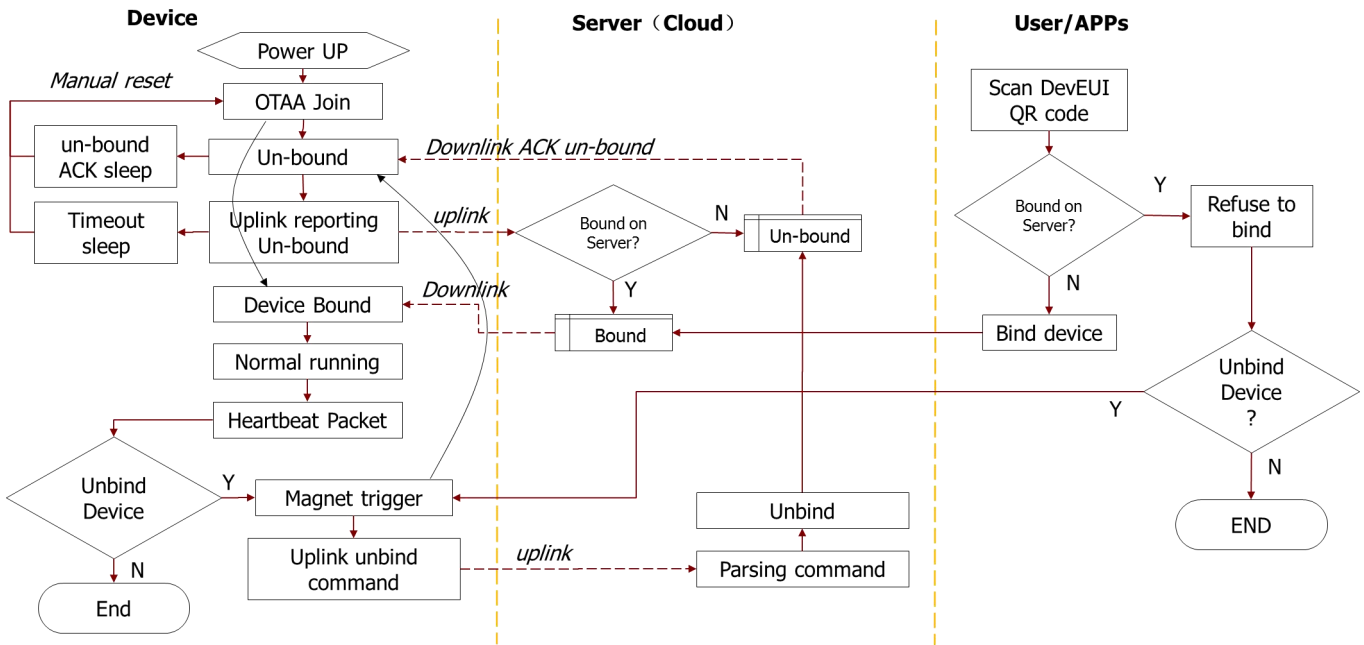 Device
Server（Cloud）
User/APPs
Power UP
Manual reset
OTAA Join
un-bound
ACK sleep
Un-bound
Downlink ACK un-bound
Timeout
sleep
Uplink reporting
Un-bound
uplink
Bound on
Server?
N
Un-bound
Y
Device Bound
Downlink
Bound
Normal running
Heartbeat Packet
Unbind
Device
Y
Magnet trigger
N
End
Uplink unbind
command
uplink
Parsing command
Unbind
Scan DevEUI
QR code
Bound on
Server?
Y
Refuse to
bind
N
Bind device
Unbind
Device
?
Y
N
END